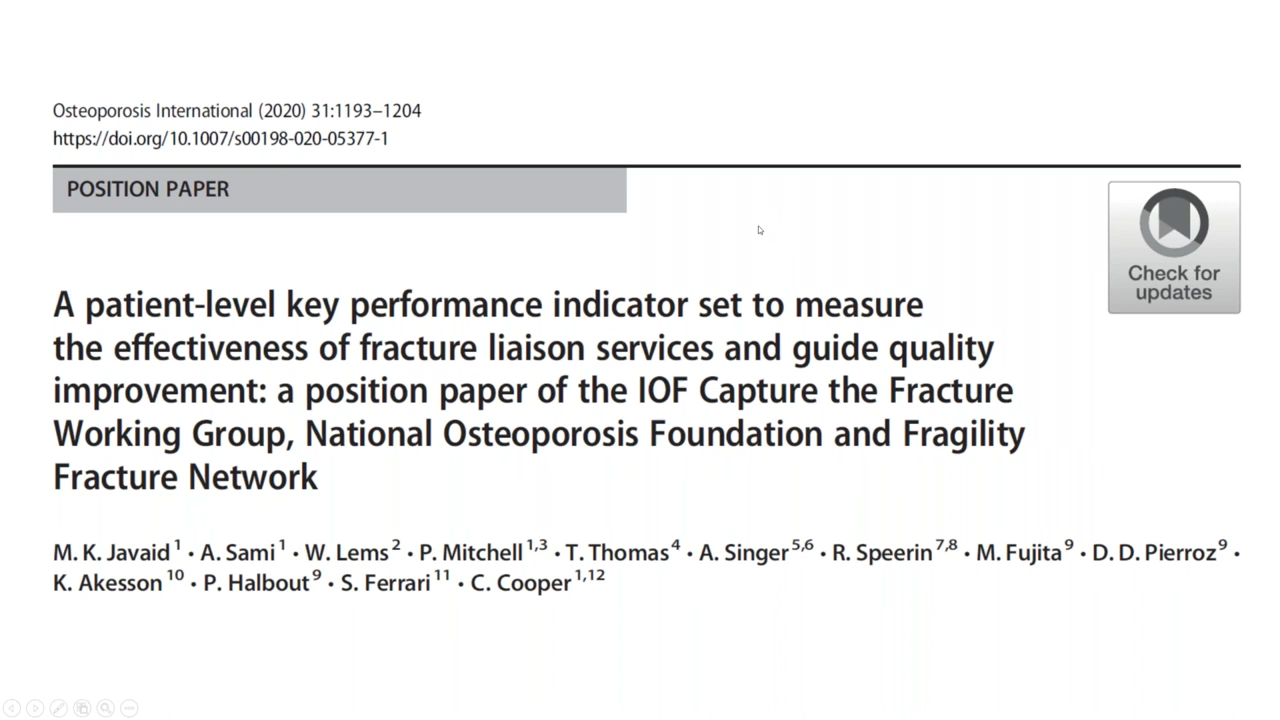 Osteoporosis International (2020) 31:1193–1204
https://doi.org/10.1007/s00198-020-05377-1
POSITION PAPER
Check for
updates
A patient-level key performance indicator set to measure
the effectiveness of fracture liaison services and guide quality
improvement: a position paper of the IOF Capture the Fracture
Working Group, National Osteoporosis Foundation and Fragility
Fracture Network
M. K. Javaid 1 • A. Sami 1 • W. Lems 2 • P. Mitchell 1,3 • T. Thomas 4 • A. Singer 5,6 • R. Speerin 7,8 • M. Fujita 9 • D. D. Pierroz 9 •
K. Akesson 10 • P. Halbout 9 • S. Ferrari 11 • C. Cooper 1,12